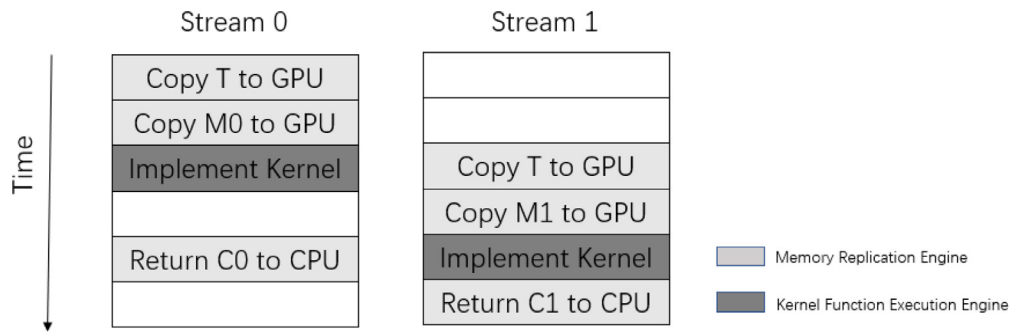 Stream 0
Stream 1
Time
Copy T to GPU
Copy M0 to GPU
Implement Kernel
Return C0 to CPU
Copy T to GPU
Copy M1 to GPU
Implement Kernel
Return C1 to CPU
Memory Replication Engine
Kernel Function Execution Engine